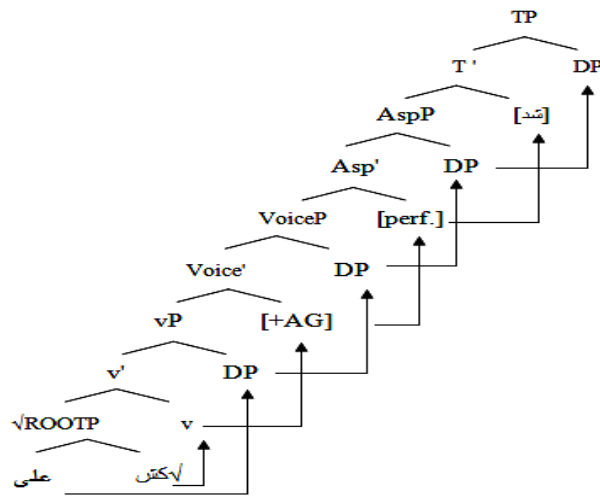 TP
T ' DP
AspP [شد]
Asp' DP
VoiceP [perf.]
Voice' DP
vP [+AG]
v' DP
√ROOTP v
علی √کش